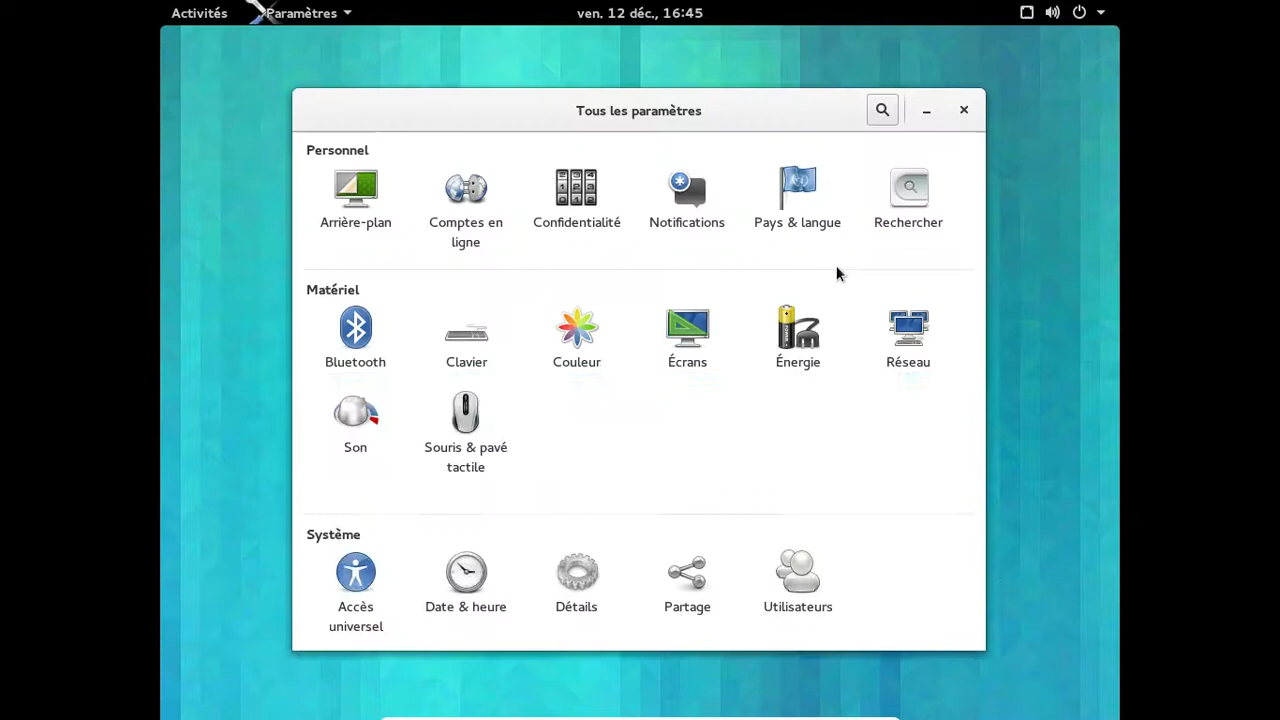 Activités Paramètres ven. 12 déc., 16:45
Tous les paramètres
Personnel
Arrière-plan
Comptes en
ligne
Confidentialité
Notifications
Pays & langue
Rechercher
Matériel
Bluetooth
Clavier
Couleur
Écrans
Énergie
Réseau
Son
Souris & pavé
tactile
Système
Accès
universel
Date & heure
Détails
Partage
Utilisateurs